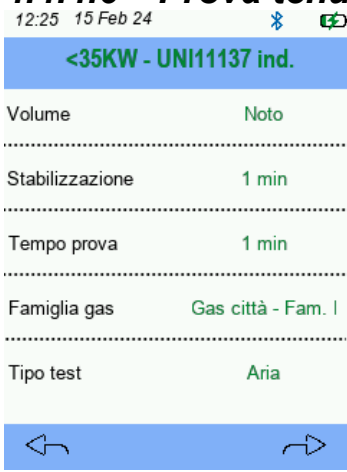 12:25 15 Feb 24
<35KW - UNI11137 ind.
Volume Noto
Stabilizzazione 1 min
Tempo prova 1 min
Famiglia gas Gas città - Fam. I
Tipo test Aria